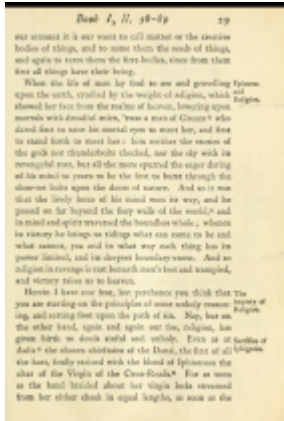 Book I, ll. 58-89 29
our account it is our wont to call matter or the creative
bodies of things, and to name them the seeds of things,
and again to term them the first-bodies, since from them
first all things have their being.
When the life of man lay foul to see and grovelling
upon the earth, crushed by the weight of religion, which
showed her face from the realms of heaven, lowering upon
mortals with dreadful mien, 'twas a man of Greece who
dared first to raise his mortal eyes to meet her, and first
to stand forth to meet her: him neither the stories of
the gods nor thunderbolts checked, nor the sky with its
revengeful roar, but all the more spurred the eager daring
of his mind to yearn to be the first to burst through the
close-set bolts upon the doors of nature. And so it was
that the lively force of his mind won its way, and he
passed on far beyond the fiery walls of the world, and
in mind and spirit traversed the boundless whole; whence
in victory he brings us tidings what can come to be and
what cannot, yea and in what way each thing has its
power limited, and its deepest boundary-stone. And so
religion in revenge is cast beneath men's feet and trampled,
and victory raises us to heaven.
Herein I have one fear, lest perchance you think that
you are starting on the principles of some unholy
and setting foot upon the path of sin. Nay, but on
the other hand, again and again our foe, religion, has
given birth to deeds sinful and unholy. Even as at
Aulis the chosen chieftains of the Danai, the first of all
the host, foully stained with the blood of Iphianassa the
altar of the Virgin of the Cross-Roads. For as soon
as the band braided about her virgin locks streamed
from her either cheek in equal lengths, as soon as she
Epicurus
and
Religion.
The
impiety of
Religion.
Sacrifice of
Iphigenia.